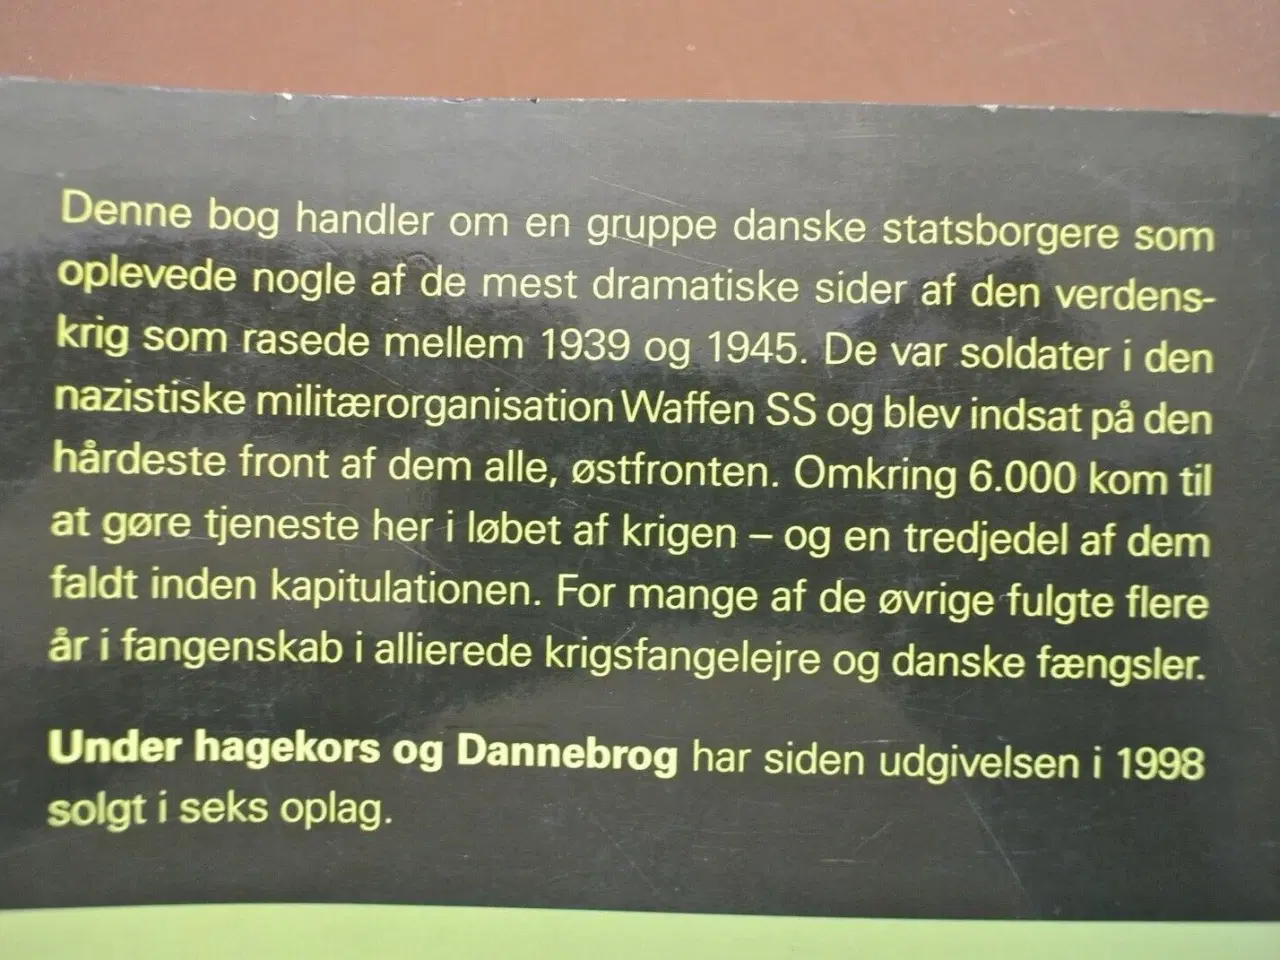 Denne bog handler om en gruppe danske statsborgere som
oplevede nogle af de mest dramatiske sider af den verdens-
krig som rasede mellem 1939 og 1945. De var soldater i den
nazistiske militærorganisation Waffen SS og blev indsat på den
hårdeste front af dem alle, østfronten. Omkring 6.000 kom til
at gøre tjeneste her i løbet af krigen – og en tredjedel af dem
faldt inden kapitulationen. For mange af de øvrige fulgte flere
år i fangenskab i allierede krigsfangelejre og danske fængsler.
Under hagekors og Dannebrog har siden udgivelsen i 1998
solgt i seks oplag.